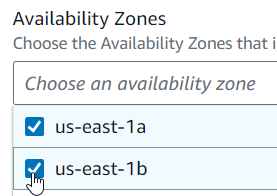 Availability Zones
Choose the Availability Zones that i
Choose an availability zone
us-east-1a
us-east-1b